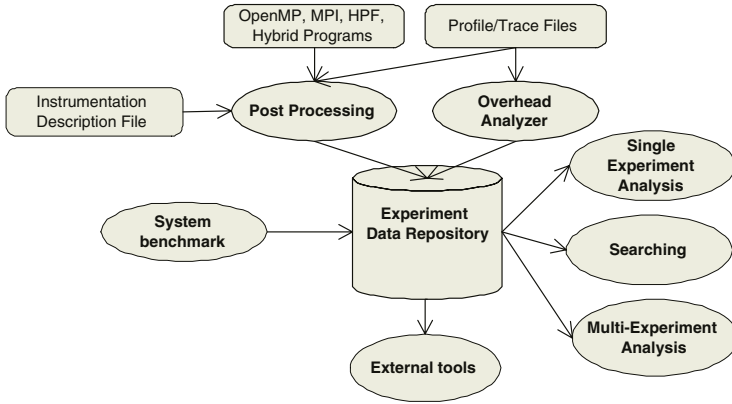 OpenMP, MPI, HPF,
Hybrid Programs
Profile/Trace Files
Instrumentation
Description File
Post Processing
Overhead
Analyzer
Single
Experiment
Analysis
System
benchmark
Experiment
Data Repository
Searching
Multi-Experiment
Analysis
External tools